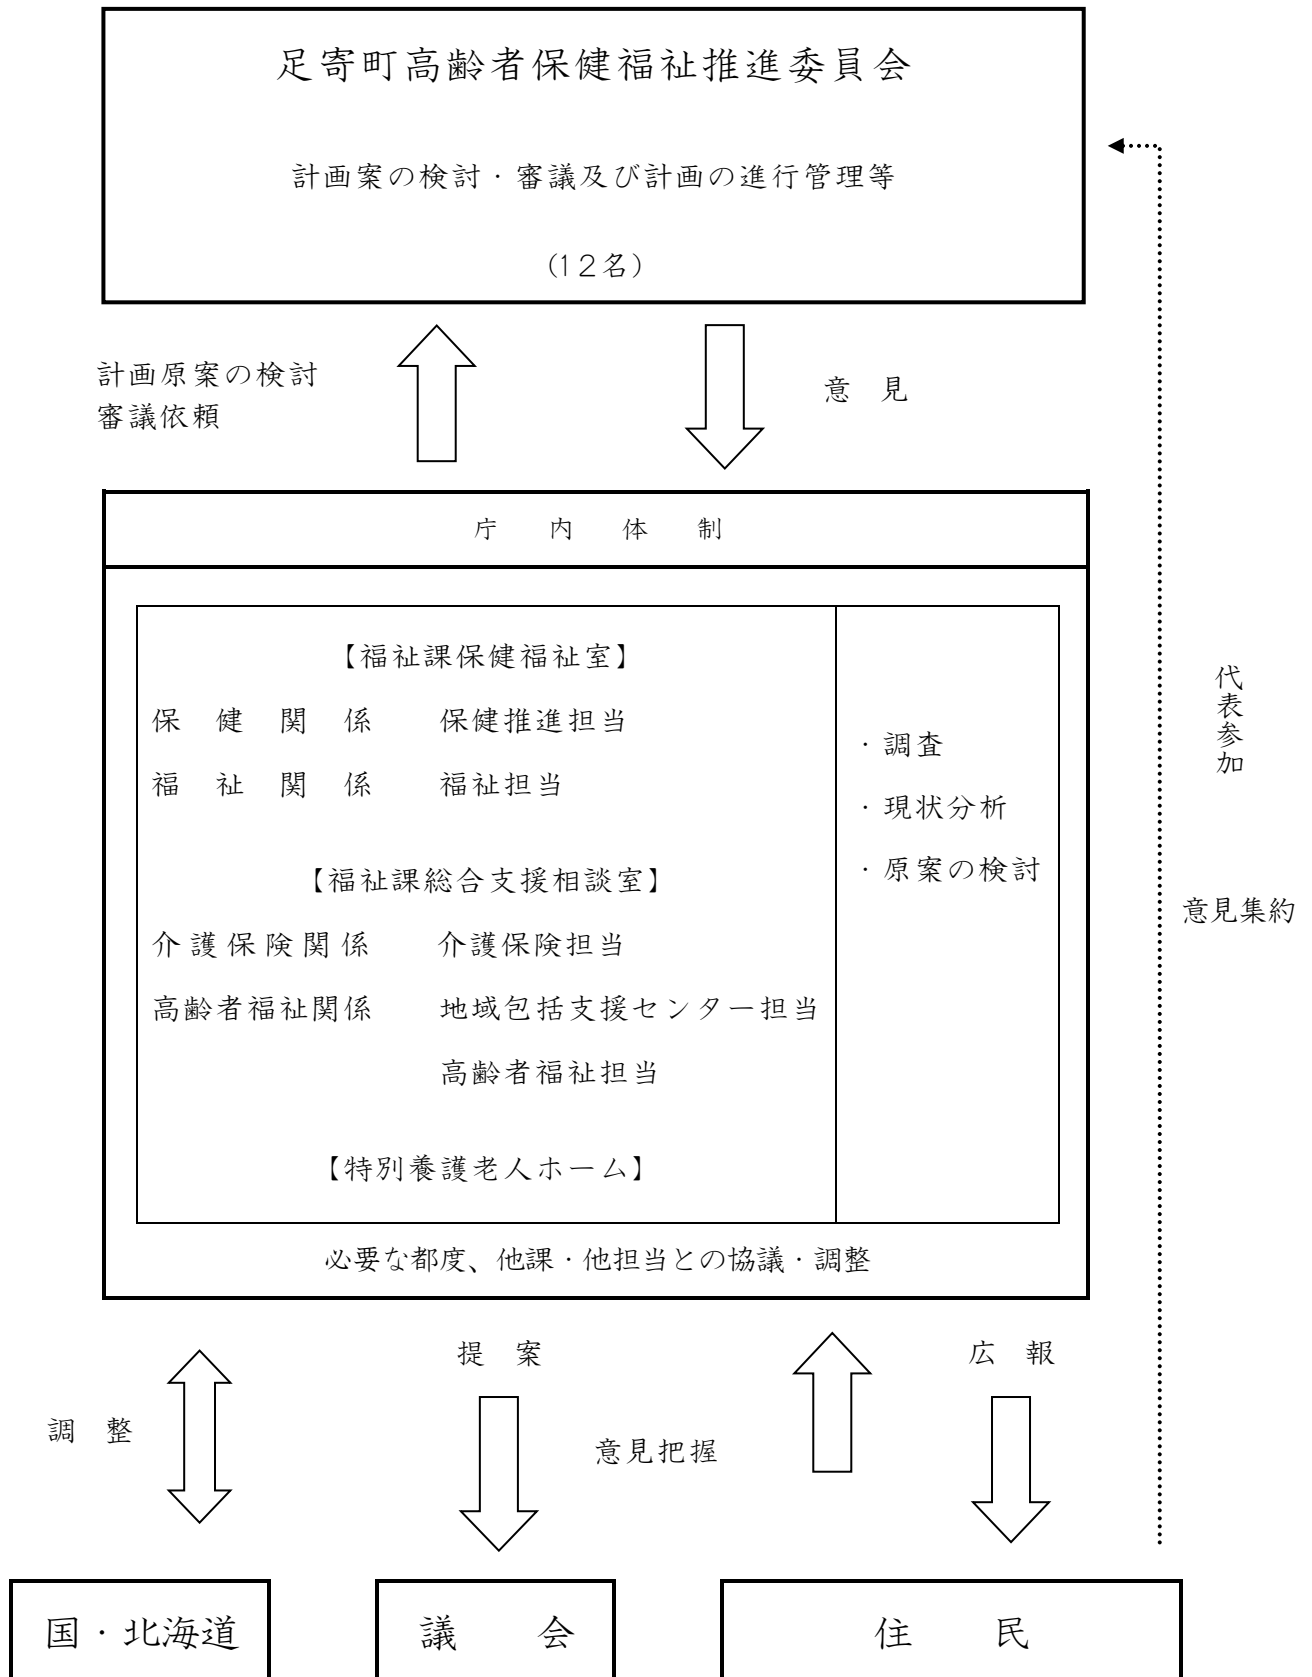 足寄町高齢者保健福祉推進委員会
計画案の検討・審議及び計画の進行管理等
(12名)
計画原案の検討
審議依頼
意 見
庁 内 体 制
【福祉課保健福祉室】
保 健 関 係 保健推進担当
福 祉 関 係 福祉担当
【福祉課総合支援相談室】
介護保険関係 介護保険担当
高齢者福祉関係 地域包括支援センター担当
高齢者福祉担当
【特別養護老人ホーム】
・調査
・現状分析
・原案の検討
必要な都度、他課・他担当との協議・調整
代表参加
意見集約
調 整
提 案
意見把握
広 報
国・北海道
議 会
住 民